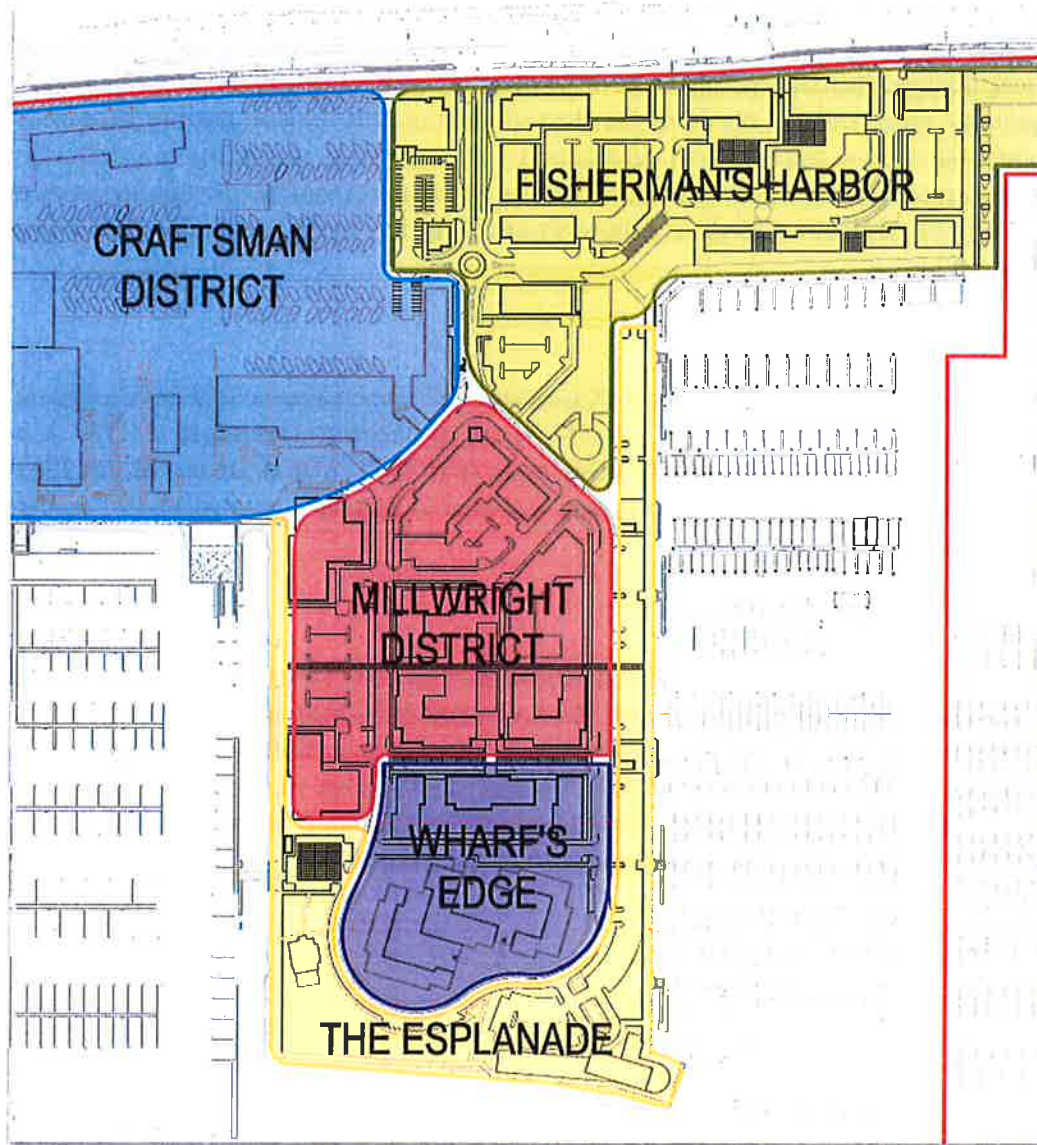 FISHERMAN'S HARBOR
CRAFTSMAN
DISTRICT
MILLWRIGHT
DISTRICT
WHARF'S
EDGE
THE ESPLANADE